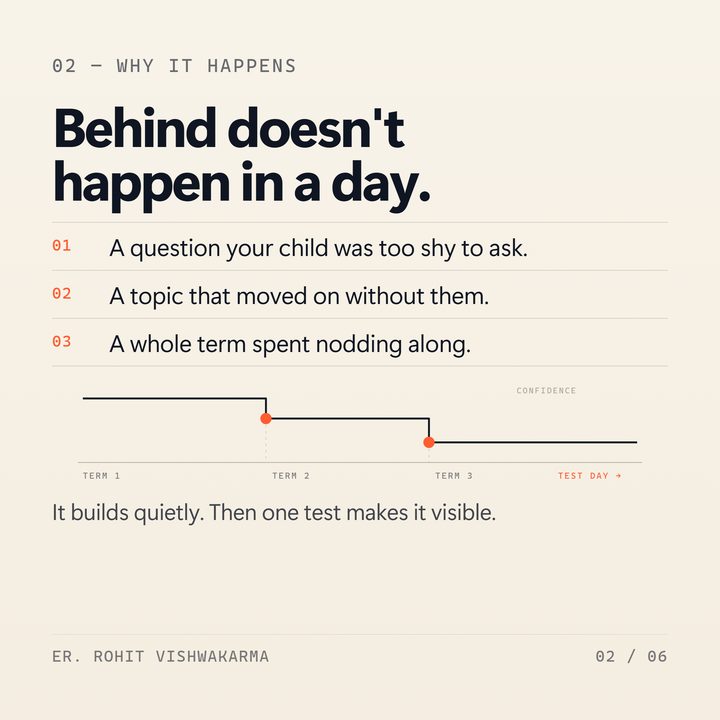 02 — WHY IT HAPPENS
Behind doesn't
happen in a day.
01 A question your child was too shy to ask.
02 A topic that moved on without them.
03 A whole term spent nodding along.
CONFIDENCE
TERM 1 TERM 2 TERM 3 TEST DAY →
It builds quietly. Then one test makes it visible.
ER. ROHIT VISHWAKARMA 02 / 06